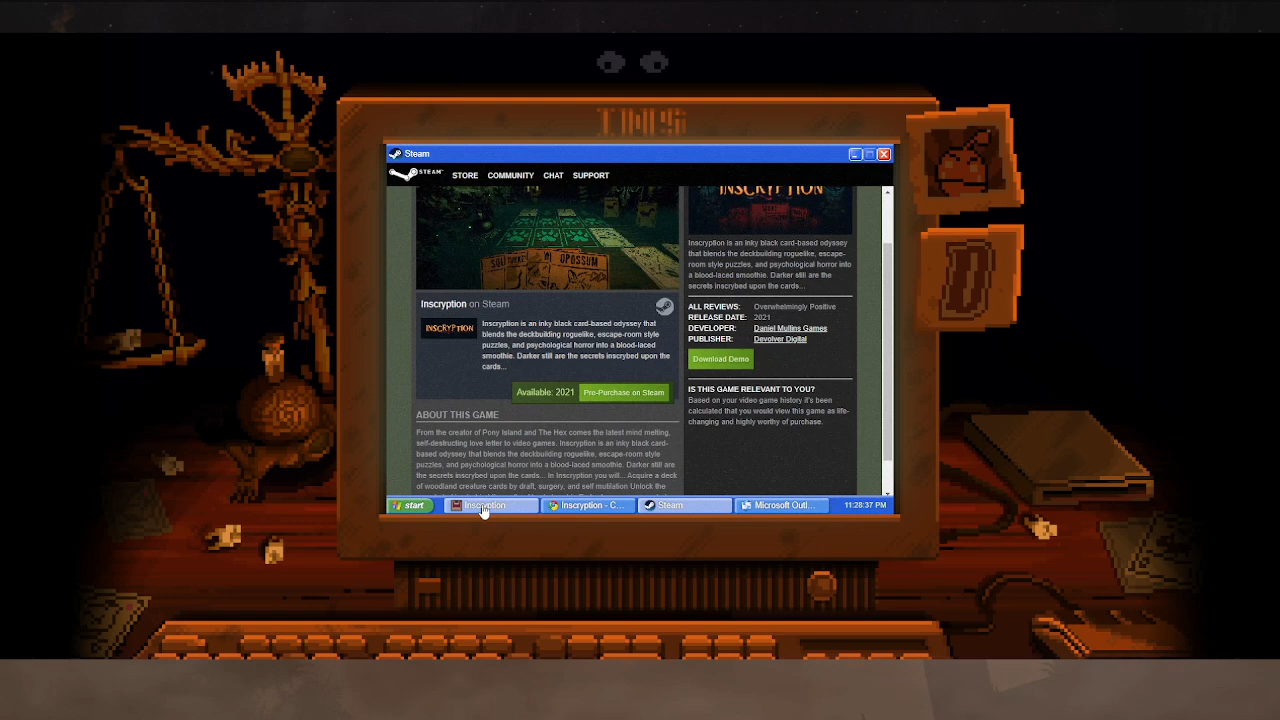 Steam
STEAM™
STORE COMMUNITY CHAT SUPPORT
SQUIRREL OPOSSUM
Inscryption on Steam
INSCRYPTION
Inscryption is an inky black card-based odyssey that
blends the deckbuilding roguelike, escape-room style
puzzles, and psychological horror into a blood-laced
smoothie. Darker still are the secrets inscrybed upon the
cards...
Available: 2021 Pre-Purchase on Steam
ABOUT THIS GAME
From the creator of Pony Island and The Hex comes the latest mind melting,
self-destructing love letter to video games. Inscryption is an inky black card-
based odyssey that blends the deckbuilding roguelike, escape-room style
puzzles, and psychological horror into a blood-laced smoothie. Darker still are
the secrets inscrybed upon the cards... In Inscryption you will... Acquire a deck
of woodland creature cards by draft, surgery, and self mutilation Unlock the
INSCRYPTION
Inscryption is an inky black card-based odyssey
that blends the deckbuilding roguelike, escape-
room style puzzles, and psychological horror into
a blood-laced smoothie. Darker still are the
secrets inscrybed upon the cards...
ALL REVIEWS: Overwhelmingly Positive
RELEASE DATE: 2021
DEVELOPER: Daniel Mullins Games
PUBLISHER: Devolver Digital
Download Demo
IS THIS GAME RELEVANT TO YOU?
Based on your video game history it's been
calculated that you would view this game as life-
changing and highly worthy of purchase.
start Inscryption Inscryption - C... Steam Microsoft Outl... 11:28:37 PM